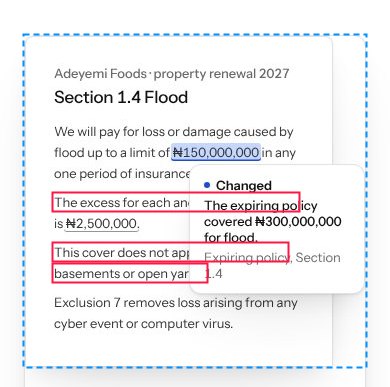 Adeyemi Foods · property renewal 2027
Section 1.4 Flood
We will pay for loss or damage caused by
flood up to a limit of ₦150,000,000 in any
one period of insurance
The excess for each
is ₦2,500,000.
This cover does not
basements or open
Exclusion 7 removes loss arising from any
cyber event or computer virus.
Changed
The expiring policy
covered ₦300,000,000
for flood.
Expiring policy, Section
1.4